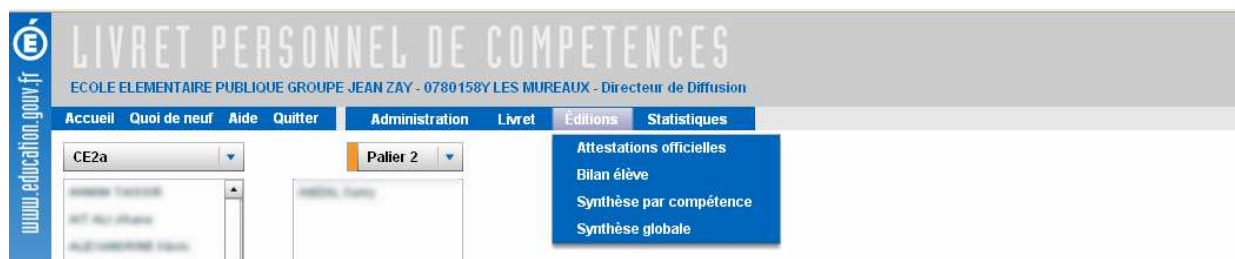 É
www.education.gouv.fr
LIVRET PERSONNEL DE COMPETENCES
ECOLE ELEMENTAIRE PUBLIQUE GROUPE JEAN ZAY - 0780158Y LES MUREAUX - Directeur de Diffusion
Accueil Quoi de neuf Aide Quitter Administration Livret Éditions Statistiques
CE2a Palier 2
Attestations officielles
Bilan élève
Synthèse par compétence
Synthèse globale